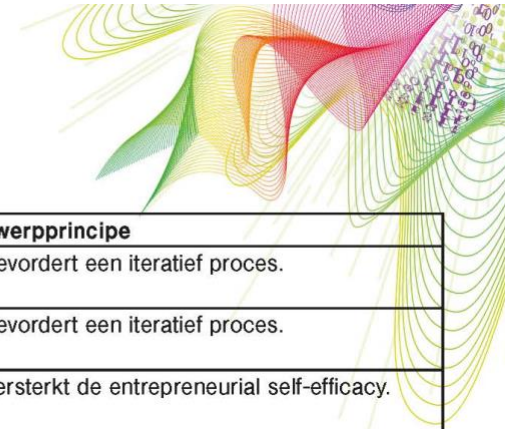 werpprincipe
evordert een iteratief proces.
evordert een iteratief proces.
ersterkt de entrepreneurial self-efficacy.